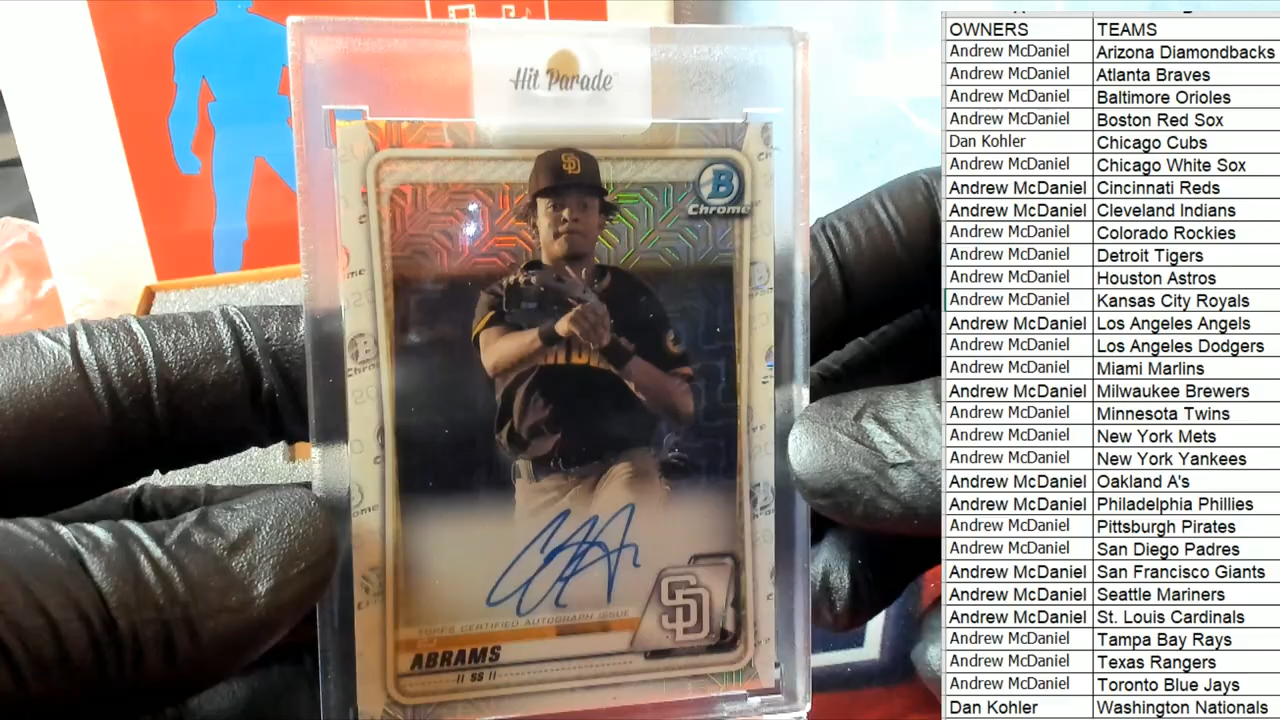 Hit Parade
SD
B
Chrome
TOPPS CERTIFIED AUTOGRAPH ISSUE
ABRAMS
SS
SD
OWNERS TEAMS
Andrew McDaniel Arizona Diamondbacks
Andrew McDaniel Atlanta Braves
Andrew McDaniel Baltimore Orioles
Andrew McDaniel Boston Red Sox
Dan Kohler Chicago Cubs
Andrew McDaniel Chicago White Sox
Andrew McDaniel Cincinnati Reds
Andrew McDaniel Cleveland Indians
Andrew McDaniel Colorado Rockies
Andrew McDaniel Detroit Tigers
Andrew McDaniel Houston Astros
Andrew McDaniel Kansas City Royals
Andrew McDaniel Los Angeles Angels
Andrew McDaniel Los Angeles Dodgers
Andrew McDaniel Miami Marlins
Andrew McDaniel Milwaukee Brewers
Andrew McDaniel Minnesota Twins
Andrew McDaniel New York Mets
Andrew McDaniel New York Yankees
Andrew McDaniel Oakland A's
Andrew McDaniel Philadelphia Phillies
Andrew McDaniel Pittsburgh Pirates
Andrew McDaniel San Diego Padres
Andrew McDaniel San Francisco Giants
Andrew McDaniel Seattle Mariners
Andrew McDaniel St. Louis Cardinals
Andrew McDaniel Tampa Bay Rays
Andrew McDaniel Texas Rangers
Andrew McDaniel Toronto Blue Jays
Dan Kohler Washington Nationals